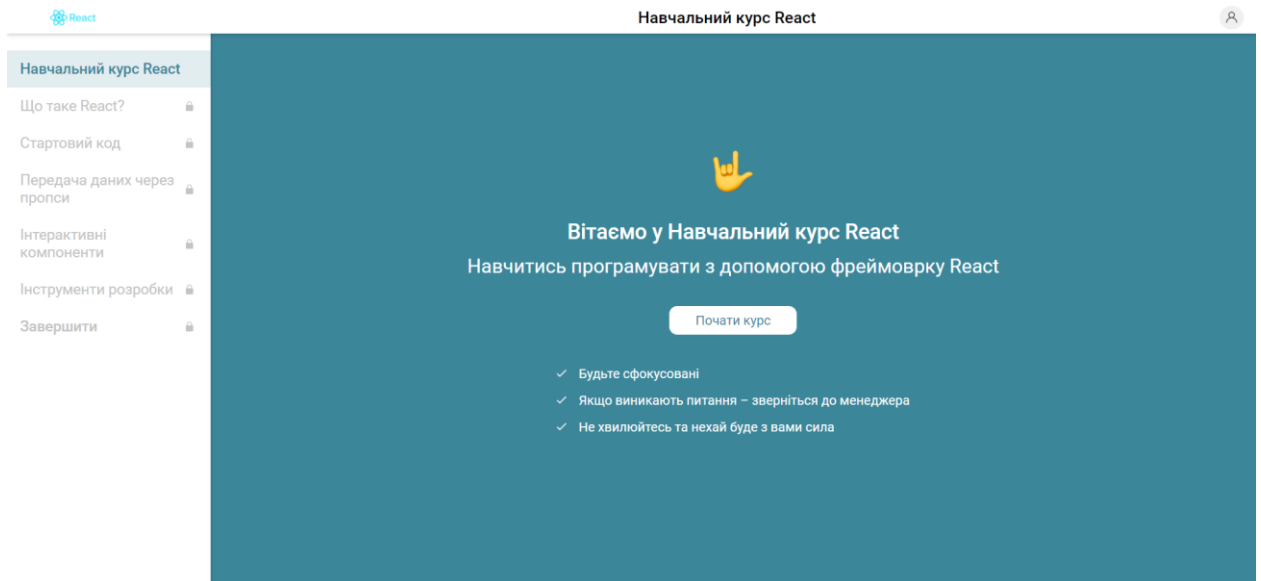 React
Навчальний курс React
Навчальний курс React
Що таке React?
Стартовий код
Передача даних через
пропси
Інтерактивні
компоненти
Інструменти розробки
Завершити
Вітаємо у Навчальний курс React
Навчитись програмувати з допомогою фреймоврку React
Почати курс
Будьте сфокусовані
Якщо виникають питання – зверніться до менеджера
Не хвилюйтесь та нехай буде з вами сила